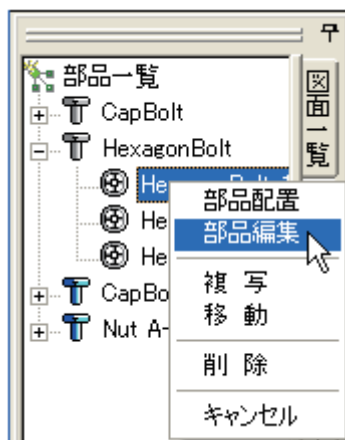 部品一覧
図面一覧
CapBolt
HexagonBolt
He
部品配置
He
部品編集
He
複 写
CapBo
移 動
Nut A-
削 除
キャンセル